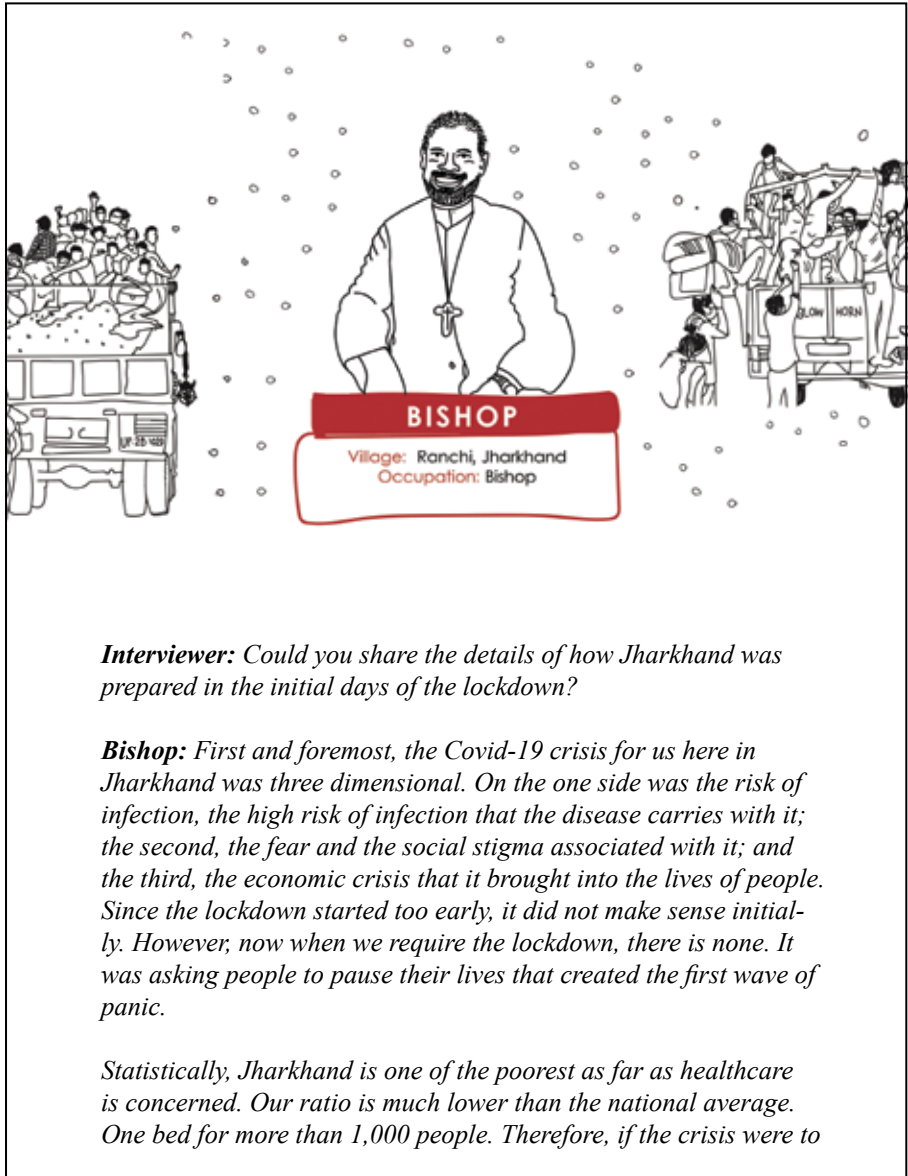 BLOW HORN
UP-2B 1420
BISHOP
Village: Ranchi, Jharkhand
Occupation: Bishop
Interviewer: Could you share the details of how Jharkhand was
prepared in the initial days of the lockdown?
Bishop: First and foremost, the Covid-19 crisis for us here in
Jharkhand was three dimensional. On the one side was the risk of
infection, the high risk of infection that the disease carries with it;
the second, the fear and the social stigma associated with it; and
the third, the economic crisis that it brought into the lives of people.
Since the lockdown started too early, it did not make sense initial-
ly. However, now when we require the lockdown, there is none. It
was asking people to pause their lives that created the first wave of
panic.
Statistically, Jharkhand is one of the poorest as far as healthcare
is concerned. Our ratio is much lower than the national average.
One bed for more than 1,000 people. Therefore, if the crisis were to